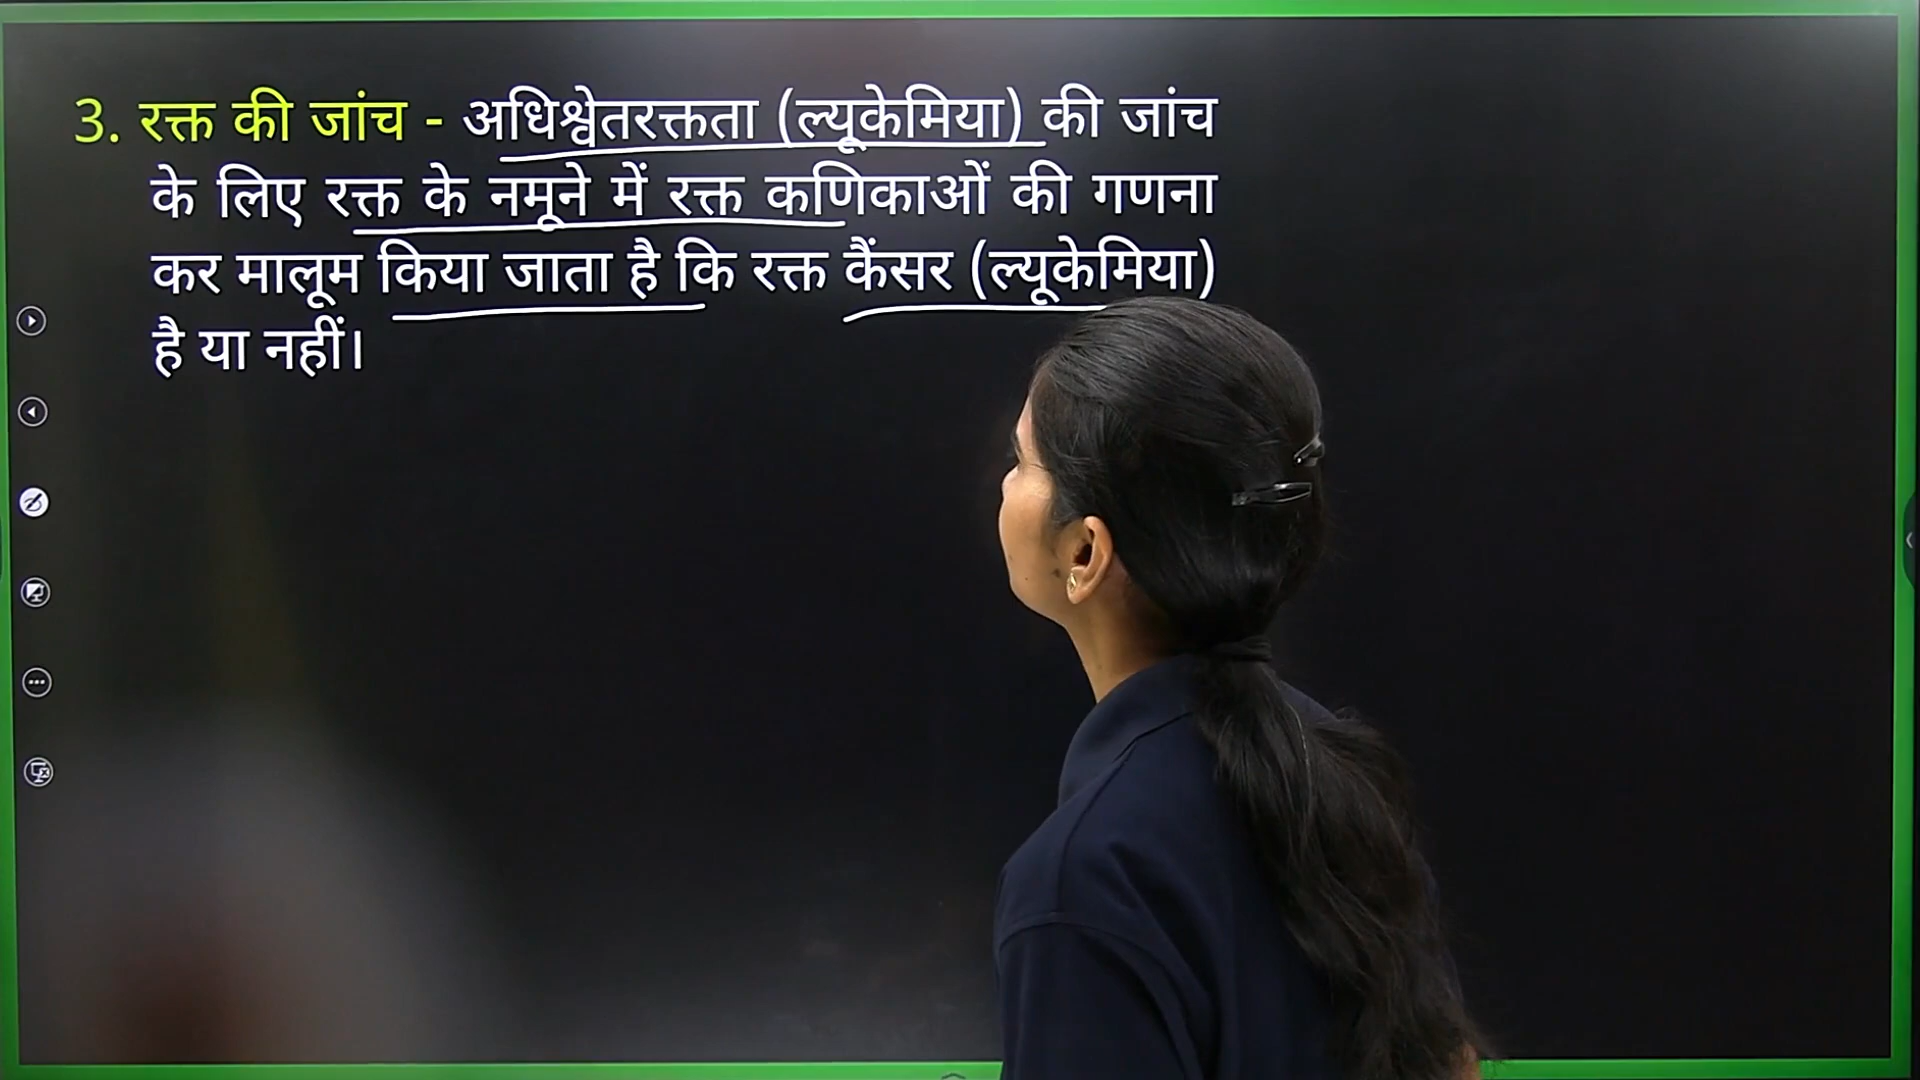 3. रक्त की जांच - अधिश्वेतरक्तता (ल्यूकेमिया) की जांच
के लिए रक्त के नमूने में रक्त कणिकाओं की गणना
कर मालूम किया जाता है कि रक्त कैंसर (ल्यूकेमिया)
है या नहीं।